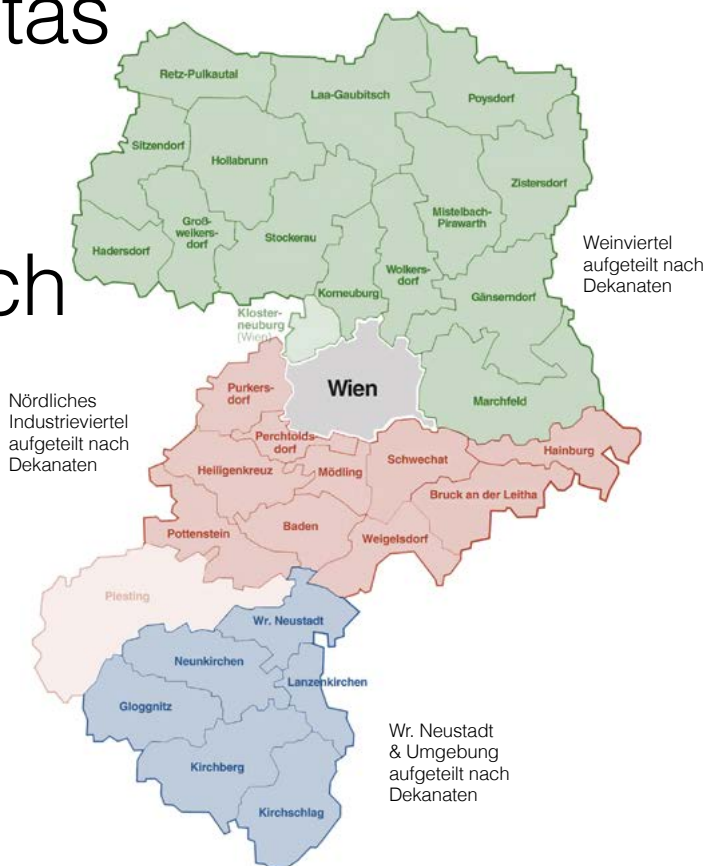 tas
ch
Retz-Pulkautal
Laa-Gaubitsch
Poysdorf
Sitzendorf
Hollabrunn
Zistersdorf
Groß-
weikers-
dorf
Mistelbach-
Pirawarth
Hadersdorf
Stockerau
Wolkers-
dorf
Korneuburg
Gänserndorf
Kloster-
neuburg
(Wien)
Marchfeld
Weinviertel
aufgeteilt nach
Dekanaten
Wien
Nördliches
Industrieviertel
aufgeteilt nach
Dekanaten
Purkers-
dorf
Perchtolds-
dorf
Heiligenkreuz
Mödling
Schwechat
Hainburg
Bruck an der Leitha
Pottenstein
Baden
Weigelsdorf
Piesting
Wr. Neustadt
Neunkirchen
Lanzenkirchen
Gloggnitz
Kirchberg
Kirchschlag
Wr. Neustadt
& Umgebung
aufgeteilt nach
Dekanaten